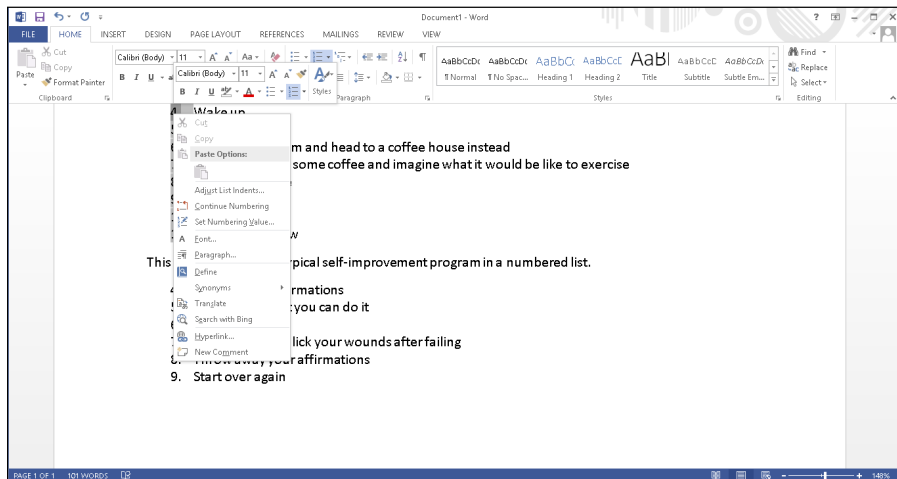 Document1 - Word
FILE HOME INSERT DESIGN PAGE LAYOUT REFERENCES MAILINGS REVIEW VIEW
Cut
Copy
Format Painter
Paste
Clipboard
Calibri (Body) 11
B I U
Calibri (Body) 11
B I U Styles
Paragraph
AaBbCcDc AaBbCcDc AaBbCc AaBbCcC AaBl AaBbCcD AaBbCcDc
¶ Normal ¶ No Spac... Heading 1 Heading 2 Title Subtitle Subtle Em...
Styles
Find
Replace
Select
Editing
4. Wake up
m and head to a coffee house instead
some coffee and imagine what it would be like to exercise
w
Cut
Copy
Paste Options:
Adjust List Indents...
Continue Numbering
Set Numbering Value...
Font...
Paragraph...
Define
Synonyms
Translate
Search with Bing
Hyperlink...
New Comment
This pical self-improvement program in a numbered list.
rmations
you can do it
lick your wounds after failing
8. Throw away your affirmations
9. Start over again
PAGE 1 OF 1 101 WORDS
148%